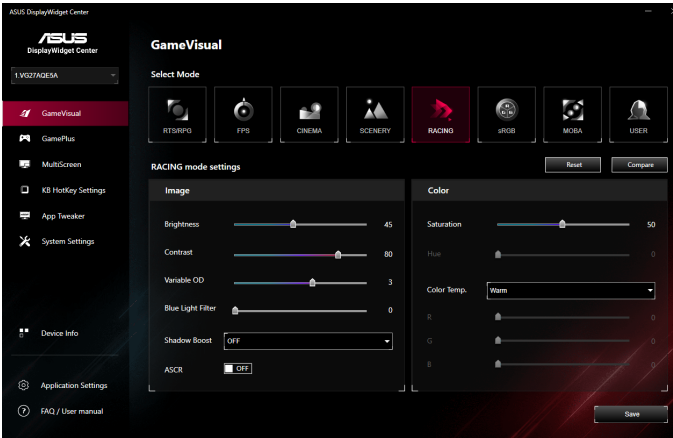 ASUS DisplayWidget Center
ASUS
DisplayWidget Center
1.VG27AQE5A
GameVisual
GamePlus
MultiScreen
KB HotKey Settings
App Tweaker
System Settings
Device Info
Application Settings
FAQ / User manual
GameVisual
Select Mode
RTS/RPG FPS CINEMA SCENERY RACING sRGB MOBA USER
RACING mode settings Reset Compare
Image
Brightness 45
Contrast 80
Variable OD 3
Blue Light Filter 0
Shadow Boost OFF
ASCR OFF
Color
Saturation 50
Hue 0
Color Temp. Warm
R 0
G 0
B 0
Save